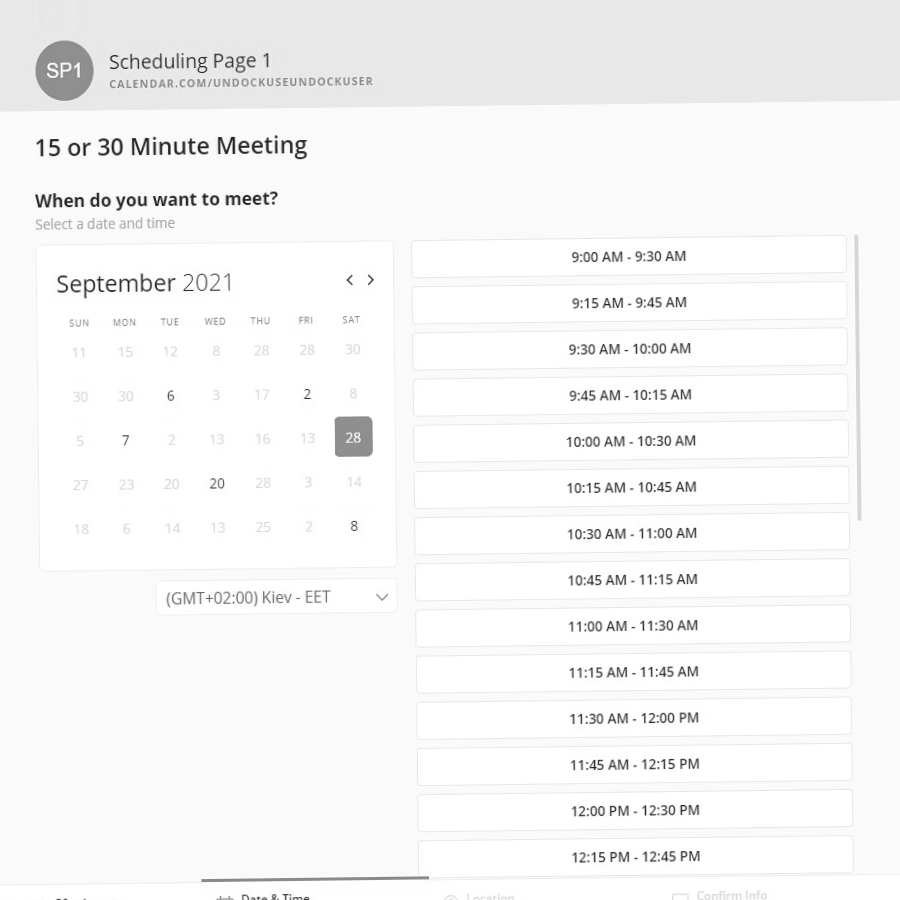 SP1
Scheduling Page 1
CALENDAR.COM/UNDOCKUSEUNDOCKUSER
15 or 30 Minute Meeting
When do you want to meet?
Select a date and time
September 2021
SUN MON TUE WED THU FRI SAT
11 15 12 8 28 28 30
30 30 6 3 17 2 8
5 7 2 13 16 13 28
27 23 20 20 28 3 14
18 6 14 13 25 2 8
(GMT+02:00) Kiev - EET
9:00 AM - 9:30 AM
9:15 AM - 9:45 AM
9:30 AM - 10:00 AM
9:45 AM - 10:15 AM
10:00 AM - 10:30 AM
10:15 AM - 10:45 AM
10:30 AM - 11:00 AM
10:45 AM - 11:15 AM
11:00 AM - 11:30 AM
11:15 AM - 11:45 AM
11:30 AM - 12:00 PM
11:45 AM - 12:15 PM
12:00 PM - 12:30 PM
12:15 PM - 12:45 PM
Date & Time
Location
Confirm Info